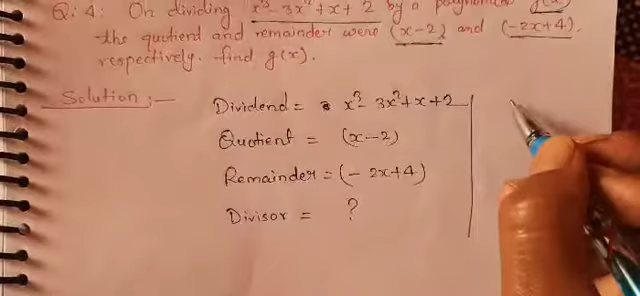 Q. 4: On dividing x³ - 3x² + x + 2 by a polynomial g(x)
the quotient and remainder were (x-2) and (-2x+4).
respectively. find g(x).
Solution :-
Dividend = x³- 3x²+x+2
Quotient = (x-2)
Remainder = (- 2x+4)
Divisor = ?